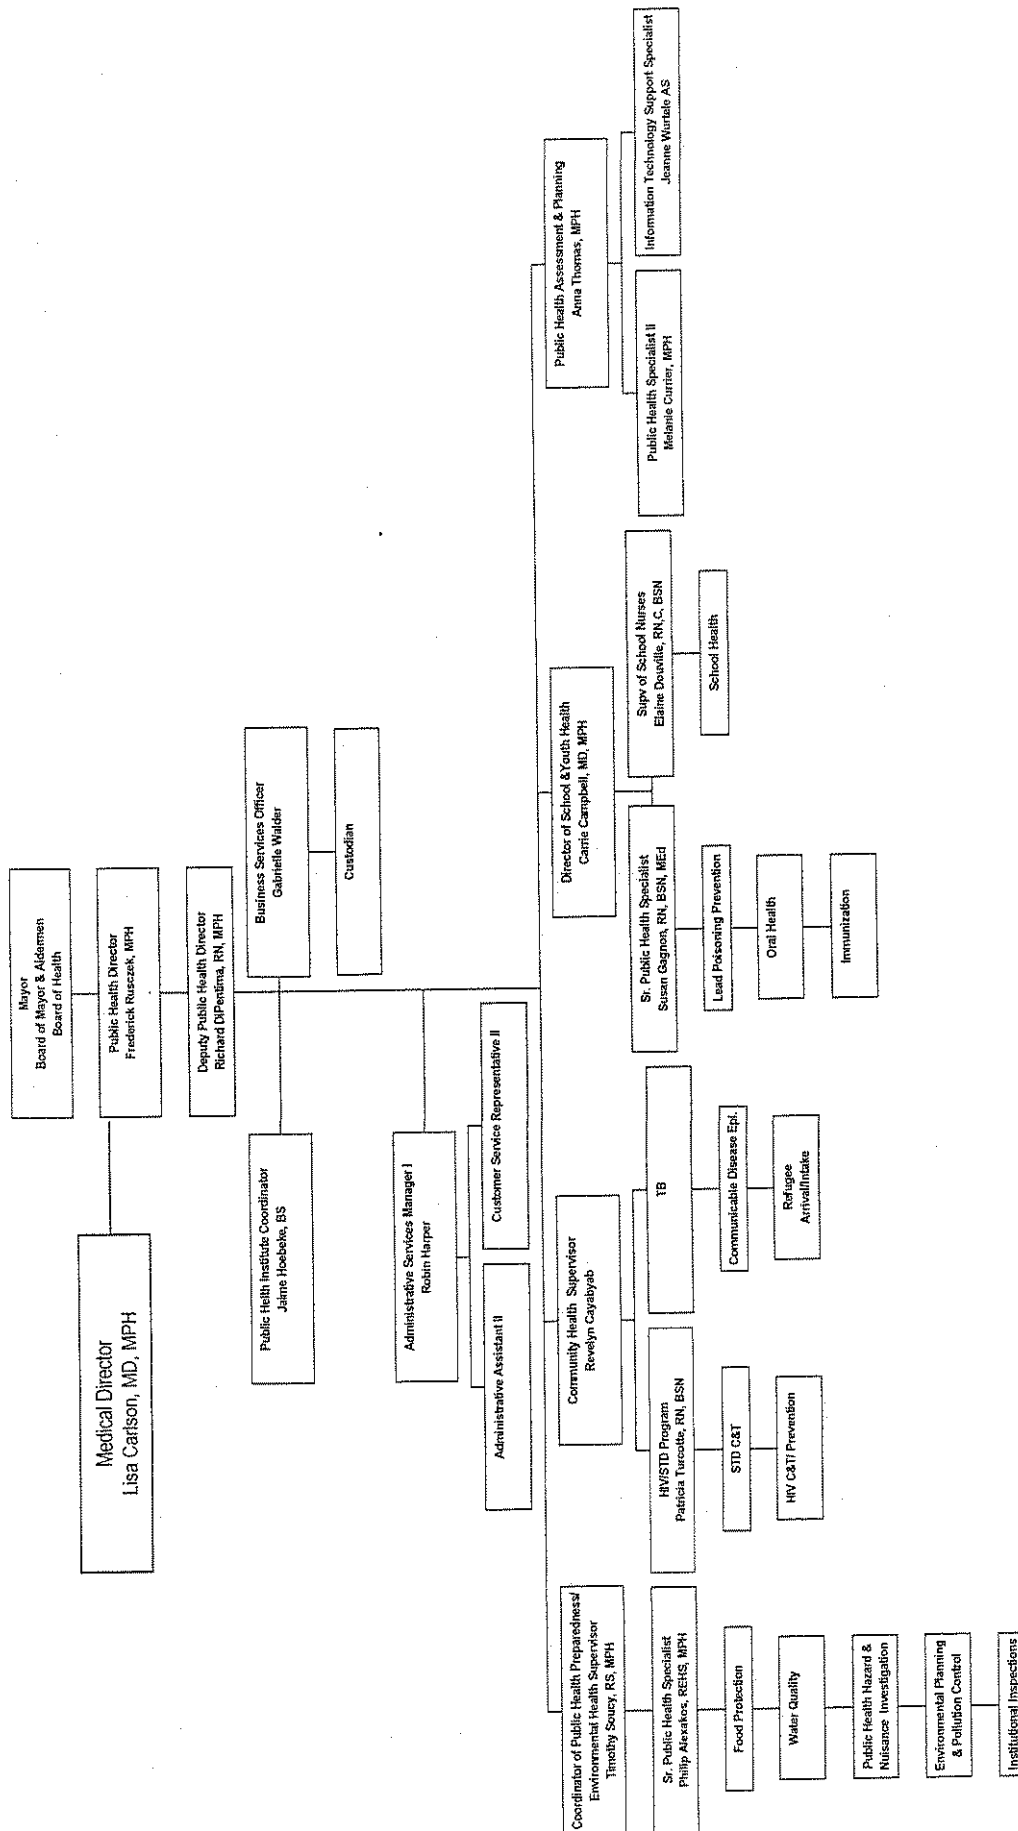 Mayor
Board of Mayor & Aldermen
Board of Health
Public Health Director
Frederick Rusczek, MPH
Medical Director
Lisa Carlson, MD, MPH
Deputy Public Health Director
Richard DiPentima, RN, MPH
Public Helth Institute Coordinator
Jaime Hoebeke, BS
Business Services Officer
Gabrielle Walder
Custodian
Administrative Services Manager I
Robin Harper
Administrative Assistant II
Customer Service Representative II
Coordinator of Public Health Preparedness/
Environmental Health Supervisor
Timothy Soucy, RS, MPH
Sr. Public Health Specialist
Philip Alexakos, REHS, MPH
Food Protection
Water Quality
Public Health Hazard &
Nuisance Investigation
Environmental Planning
& Pollution Control
Institutional Inspections
Community Health Supervisor
Revelyn Cayabyab
HIV/STD Program
Patricia Turcotte, RN, BSN
STD C&T
HIV C&T/ Prevention
TB
Communicable Disease Epi.
Refugee
Arrival/Intake
Director of School &Youth Health
Carrie Campbell, MD, MPH
Sr. Public Health Specialist
Susan Gagnon, RN, BSN, MEd
Lead Poisoning Prevention
Oral Health
Immunization
Supv of School Nurses
Elaine Douville, RN,C, BSN
School Health
Public Health Assessment & Planning
Anna Thomas, MPH
Public Health Specialist II
Melanie Currier, MPH
Information Technology Support Specialist
Jeanne Wurtele AS